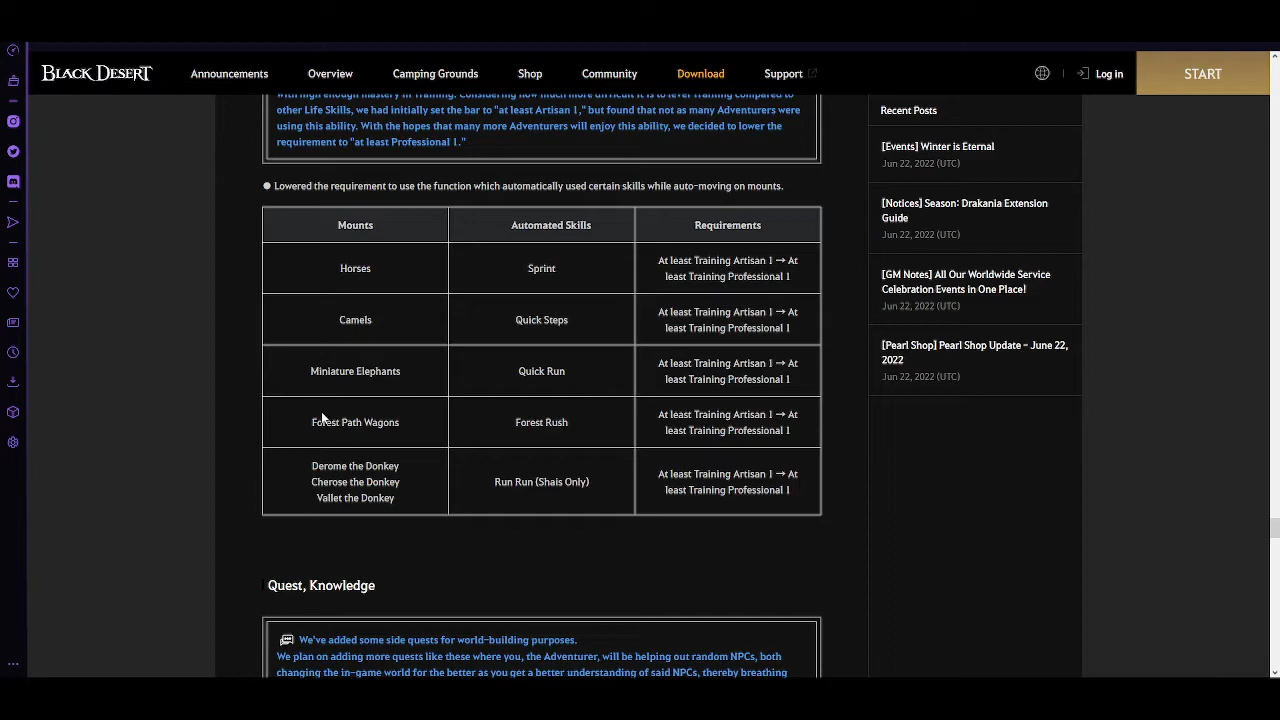 BLACK DESERT
Announcements
Overview
Camping Grounds
Shop
Community
Download
Support
Log in
START
with high enough mastery in Training. Considering how much more difficult it is to level Training compared to
other Life Skills, we had initially set the bar to "at least Artisan 1," but found that not as many Adventurers were
using this ability. With the hopes that many more Adventurers will enjoy this ability, we decided to lower the
requirement to "at least Professional 1."
● Lowered the requirement to use the function which automatically used certain skills while auto-moving on mounts.
Mounts
Automated Skills
Requirements
Horses
Sprint
At least Training Artisan 1 → At
least Training Professional 1
Camels
Quick Steps
At least Training Artisan 1 → At
least Training Professional 1
Miniature Elephants
Quick Run
At least Training Artisan 1 → At
least Training Professional 1
Forest Path Wagons
Forest Rush
At least Training Artisan 1 → At
least Training Professional 1
Derome the Donkey
Cherose the Donkey
Vallet the Donkey
Run Run (Shais Only)
At least Training Artisan 1 → At
least Training Professional 1
Quest, Knowledge
We've added some side quests for world-building purposes.
We plan on adding more quests like these where you, the Adventurer, will be helping out random NPCs, both
changing the in-game world for the better as you get a better understanding of said NPCs, thereby breathing
Recent Posts
[Events] Winter is Eternal
Jun 22, 2022 (UTC)
[Notices] Season: Drakania Extension
Guide
Jun 22, 2022 (UTC)
[GM Notes] All Our Worldwide Service
Celebration Events in One Place!
Jun 22, 2022 (UTC)
[Pearl Shop] Pearl Shop Update - June 22,
2022
Jun 22, 2022 (UTC)